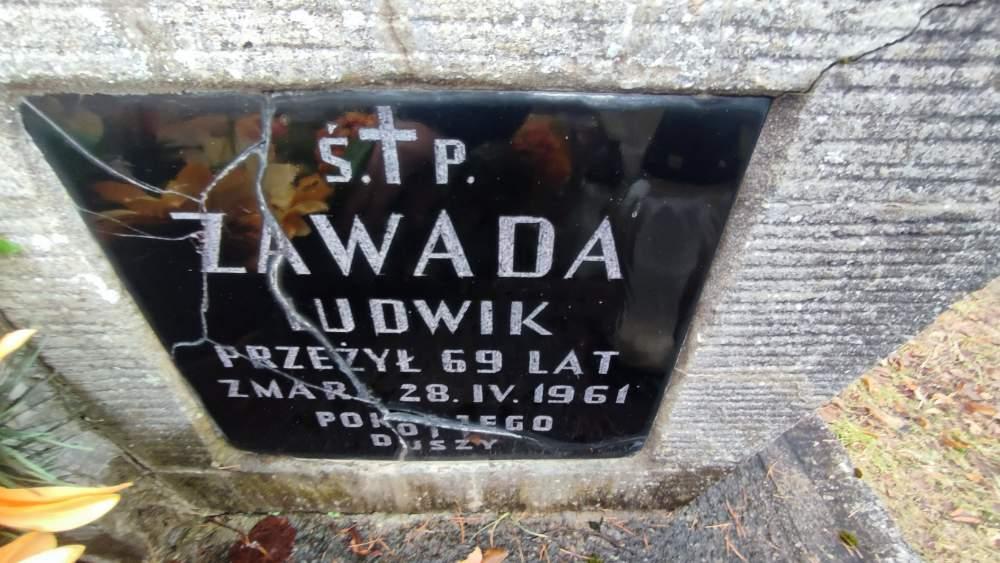 Ś. † P.
ZAWADA
LUDWIK
PRZEŻYŁ 69 LAT
ZMARŁ 28. IV. 1961
POKÓJ JEGO
DUSZY